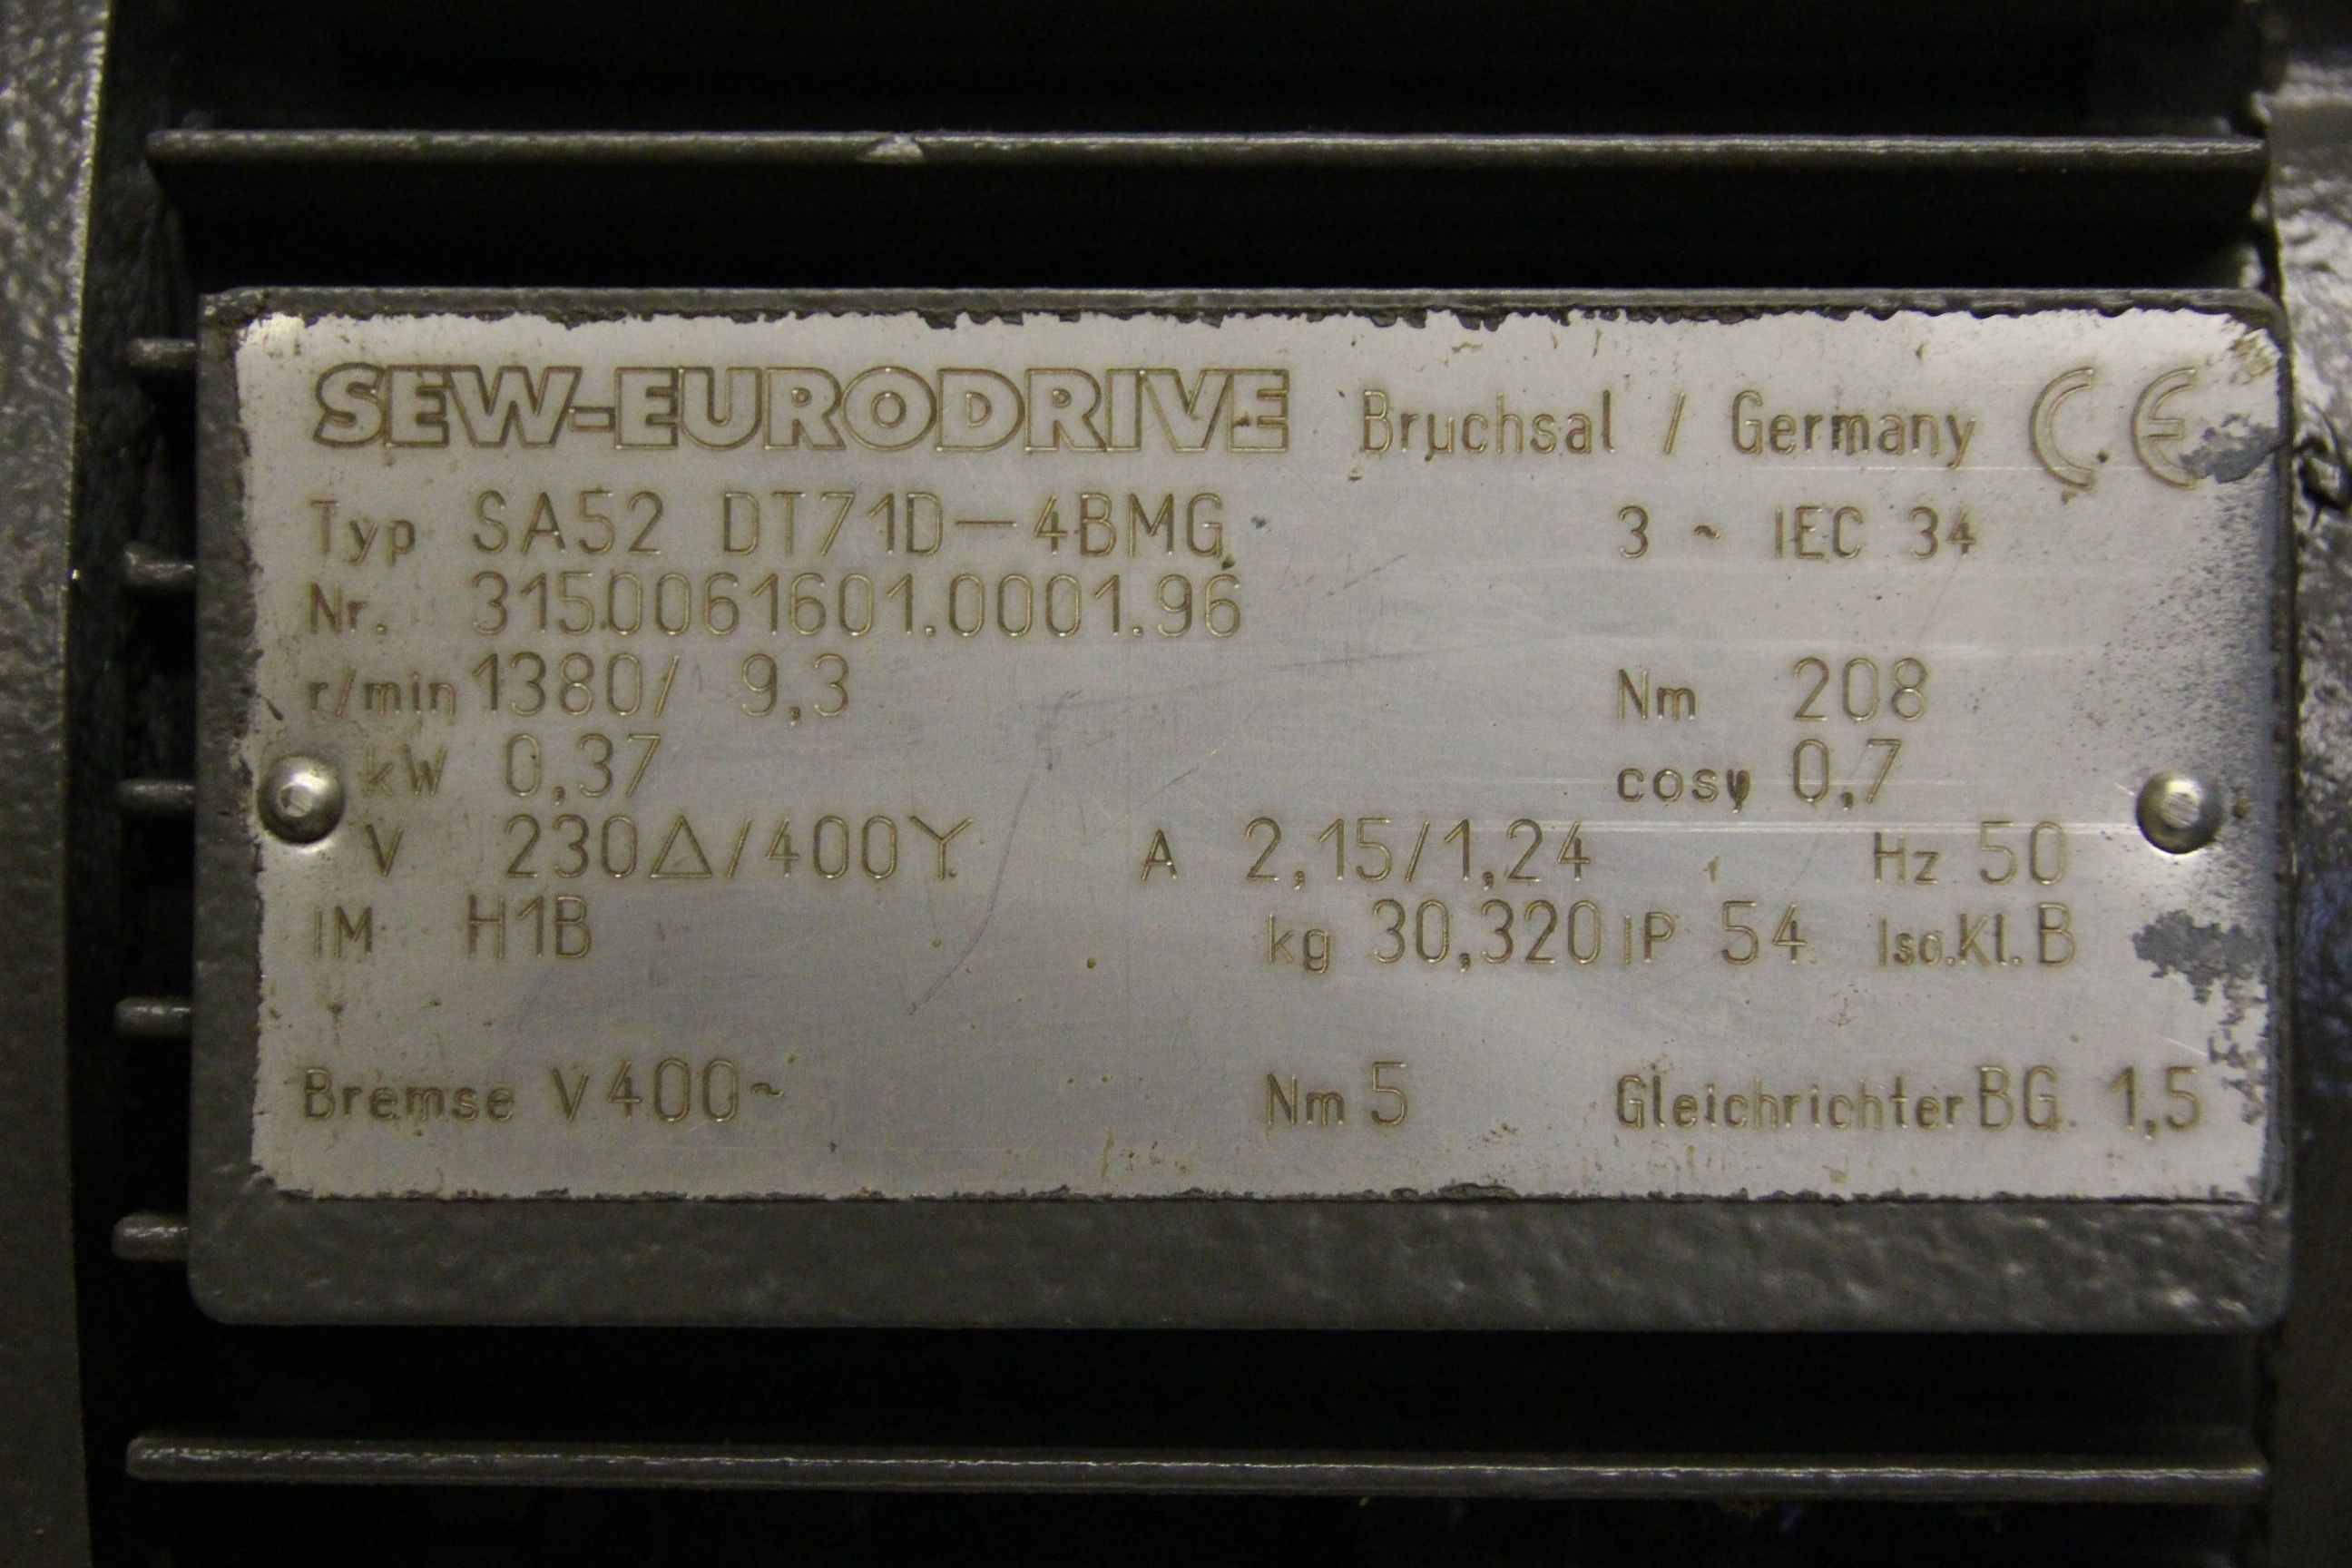 SEW-EURODRIVE Bruchsal / Germany CE
Typ SA52 DT71D-4BMG 3 ~ IEC 34
Nr. 3150061601.0001.96
r/min 1380/ 9,3 Nm 208
kW 0,37 cosφ 0,7
V 230Δ/400Y A 2,15/1,24 Hz 50
IM H1B kg 30,320 IP 54 Iso.Kl. B
Bremse V 400~ Nm 5 Gleichrichter BG 1,5